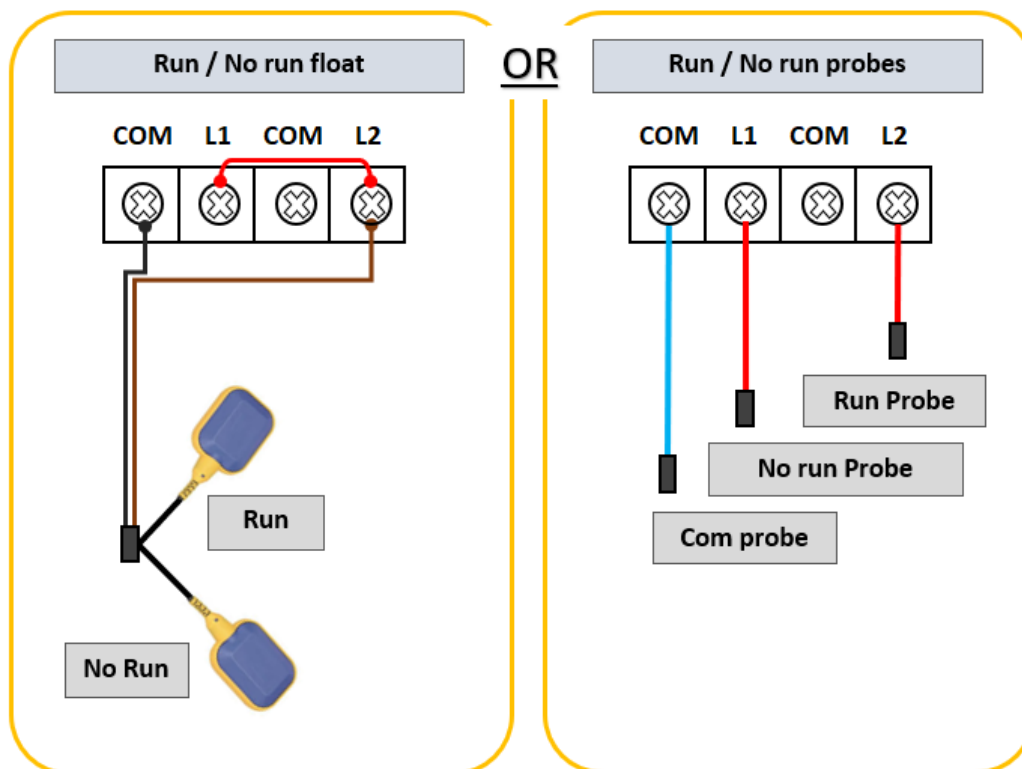 Run / No run float
COM L1 COM L2
Run
No Run
OR
Run / No run probes
COM L1 COM L2
Run Probe
No run Probe
Com probe